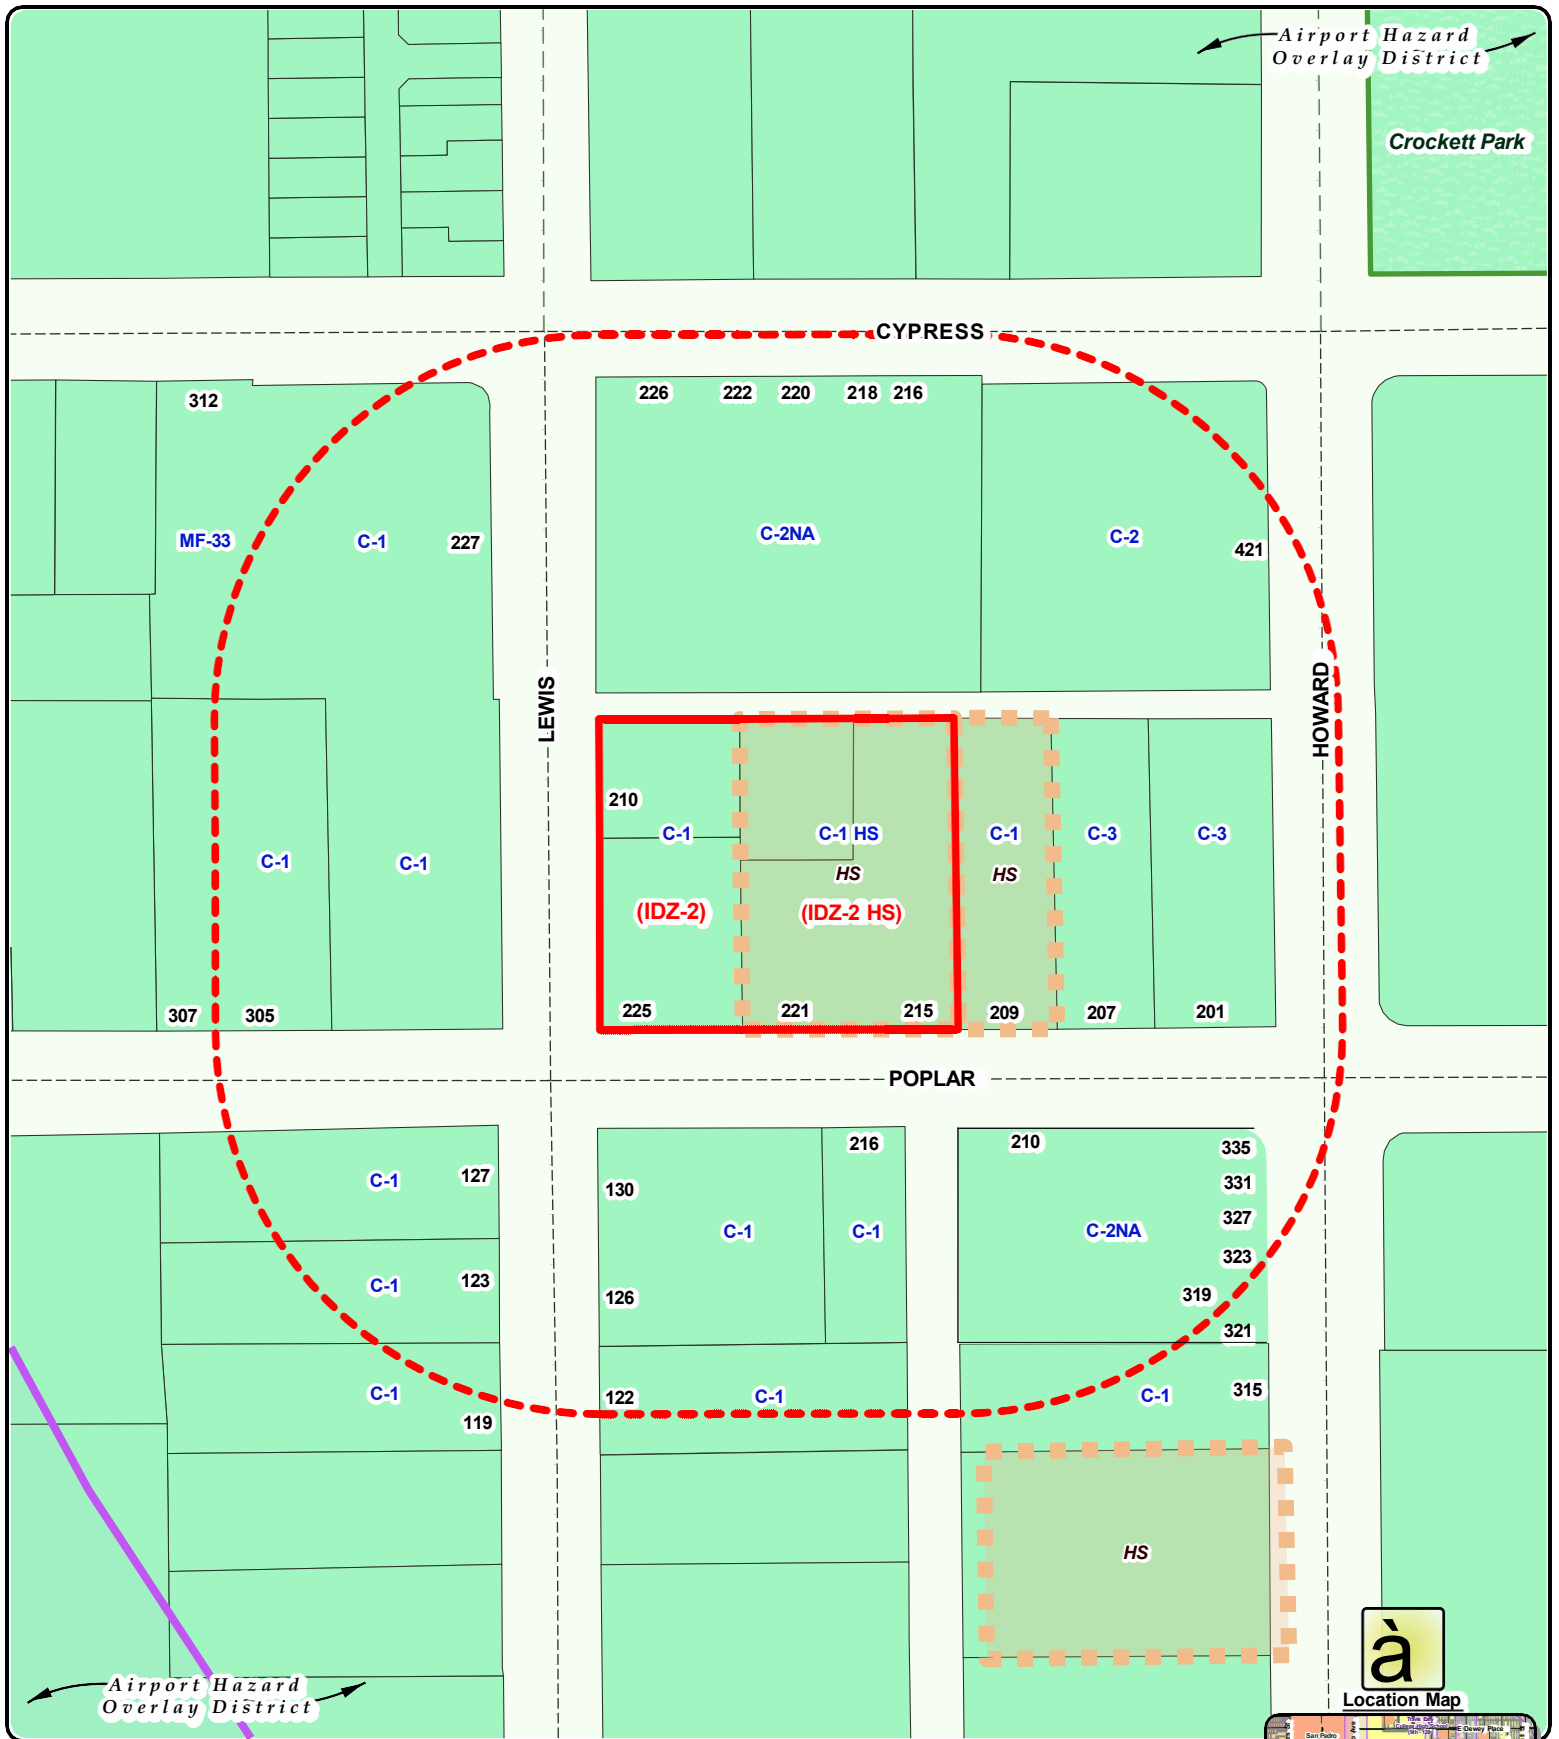 Airport Hazard
Overlay District
Crockett Park
CYPRESS
312
226
222
220
218
216
MF-33
C-1
227
C-2NA
C-2
421
LEWIS
HOWARD
210
C-1
C-1 HS
HS
C-1
HS
C-3
C-3
C-1
C-1
(IDZ-2)
(IDZ-2 HS)
307
305
225
221
215
209
207
201
POPLAR
C-1
127
130
216
210
335
331
327
323
319
321
C-1
C-1
C-2NA
C-1
123
126
C-1
119
122
C-1
C-1
315
HS
à
Location Map
Airport Hazard
Overlay District
San Pedro
E Dewey Place